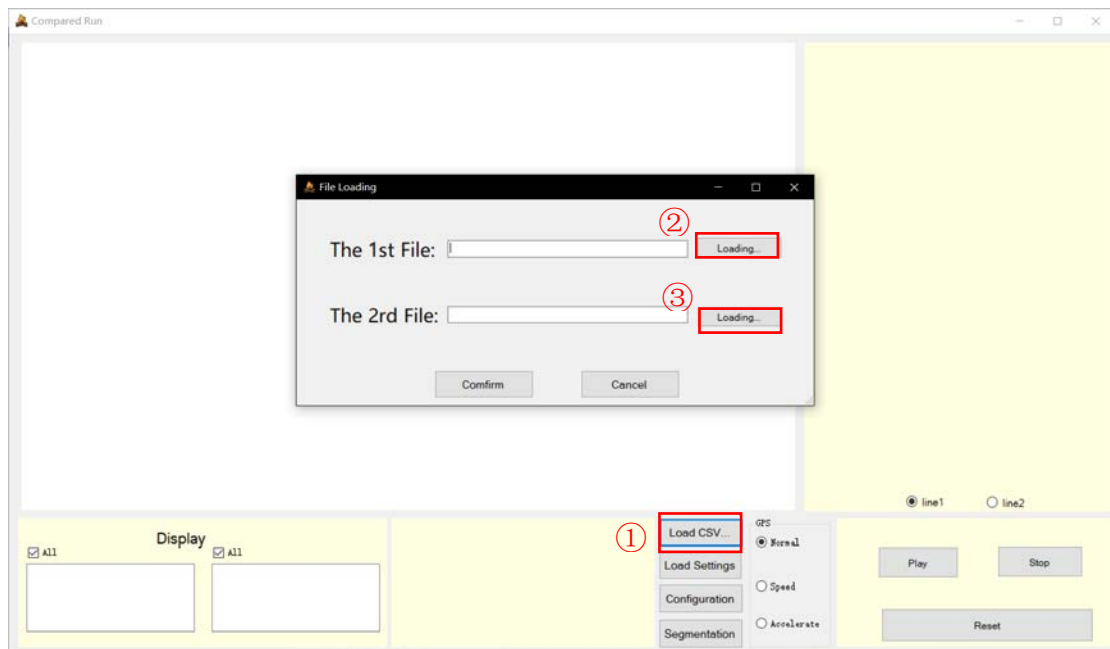 Compared Run
File Loading
②
The 1st File:
Loading...
③
The 2rd File:
Loading...
Comfirm
Cancel
line1
line2
Display
All
All
①
Load CSV...
Load Settings
Configuration
Segmentation
GPS
Normal
Speed
Accelerate
Play
Stop
Reset